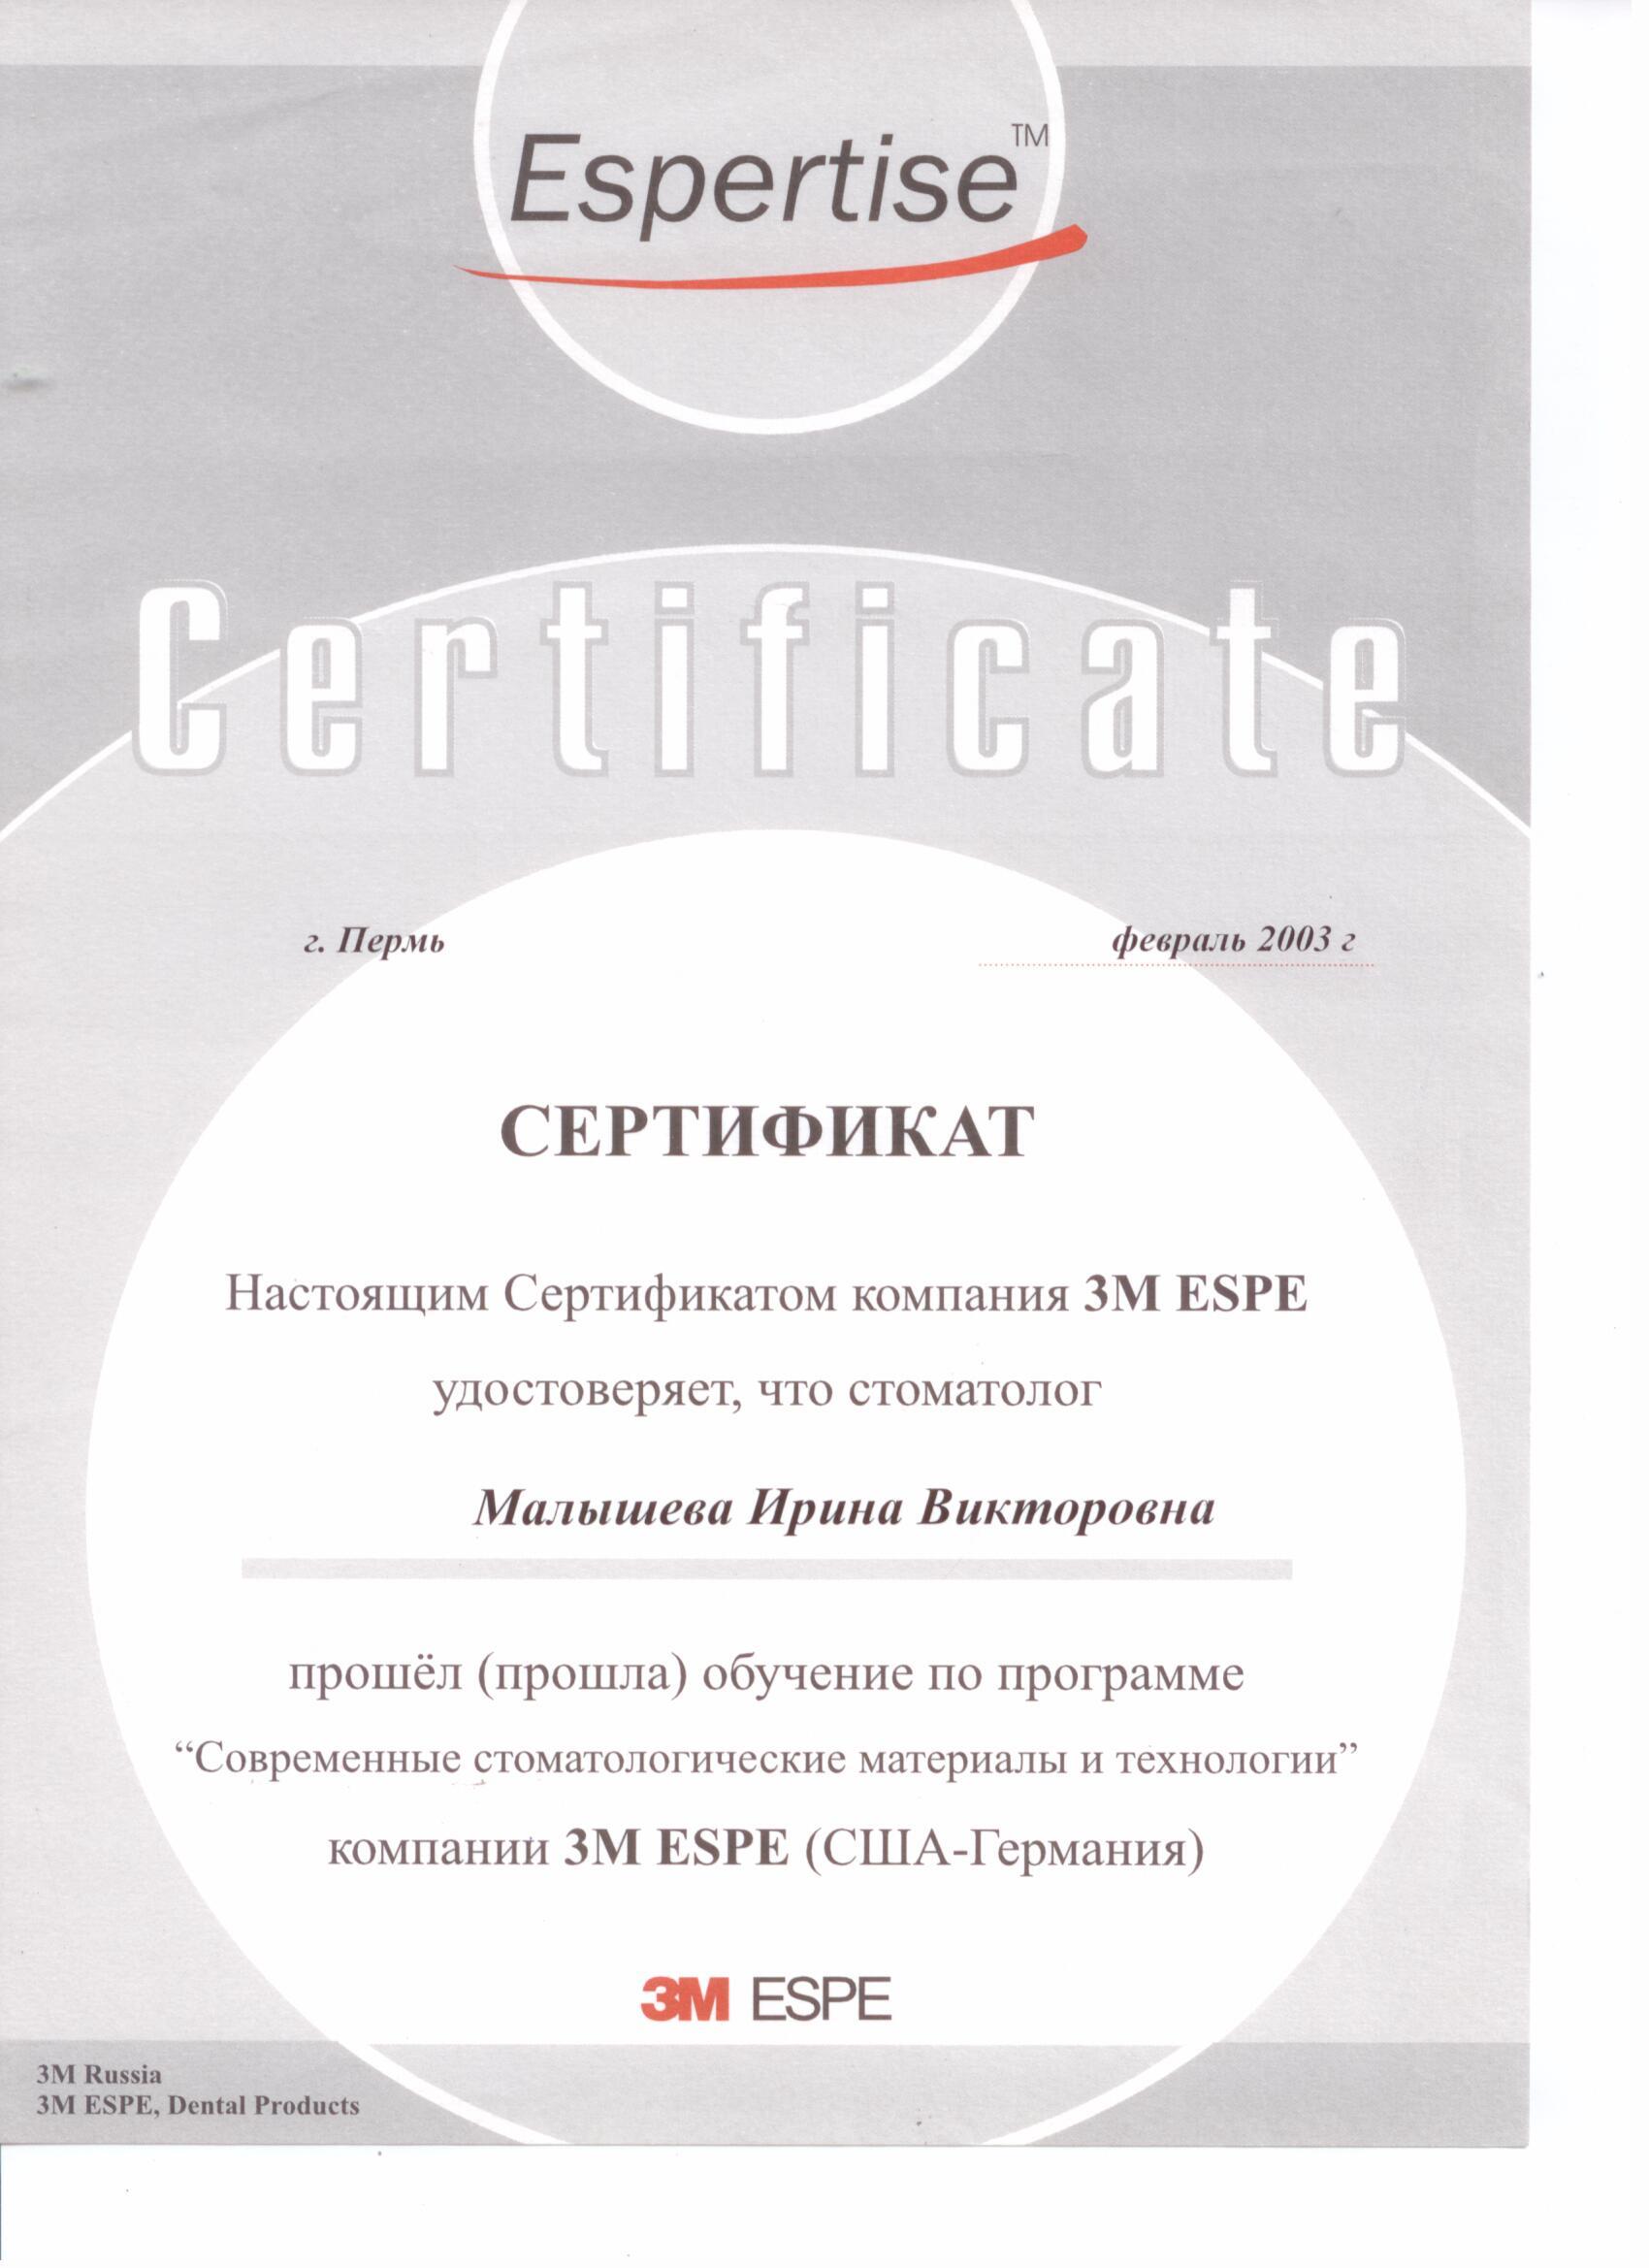 Espertise™
Certificate
г. Пермь февраль 2003 г
СЕРТИФИКАТ
Настоящим Сертификатом компания 3M ESPE
удостоверяет, что стоматолог
Малышева Ирина Викторовна
прошёл (прошла) обучение по программе
“Современные стоматологические материалы и технологии”
компании 3M ESPE (США-Германия)
3M ESPE
3M Russia
3M ESPE, Dental Products